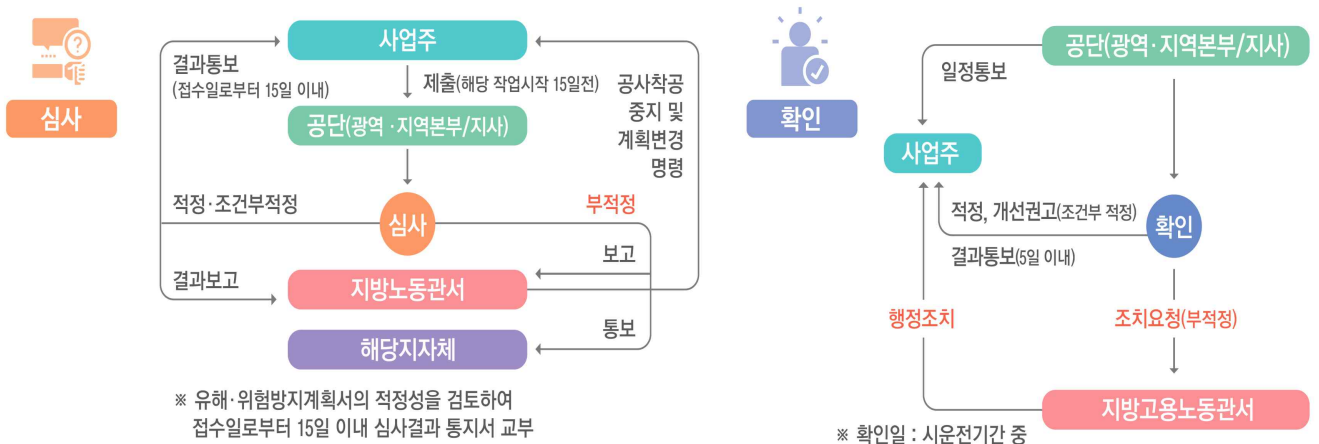 심사
사업주
결과통보
(접수일로부터 15일 이내)
제출(해당 작업시작 15일전)
공사착공
중지 및
계획변경
명령
공단(광역·지역본부/지사)
적정·조건부적정
심사
부적정
결과보고
보고
지방노동관서
통보
해당지자체
※ 유해·위험방지계획서의 적정성을 검토하여
접수일로부터 15일 이내 심사결과 통지서 교부
확인
공단(광역·지역본부/지사)
일정통보
사업주
적정, 개선권고(조건부 적정)
확인
결과통보(5일 이내)
행정조치
조치요청(부적정)
지방고용노동관서
※ 확인일 : 시운전기간 중